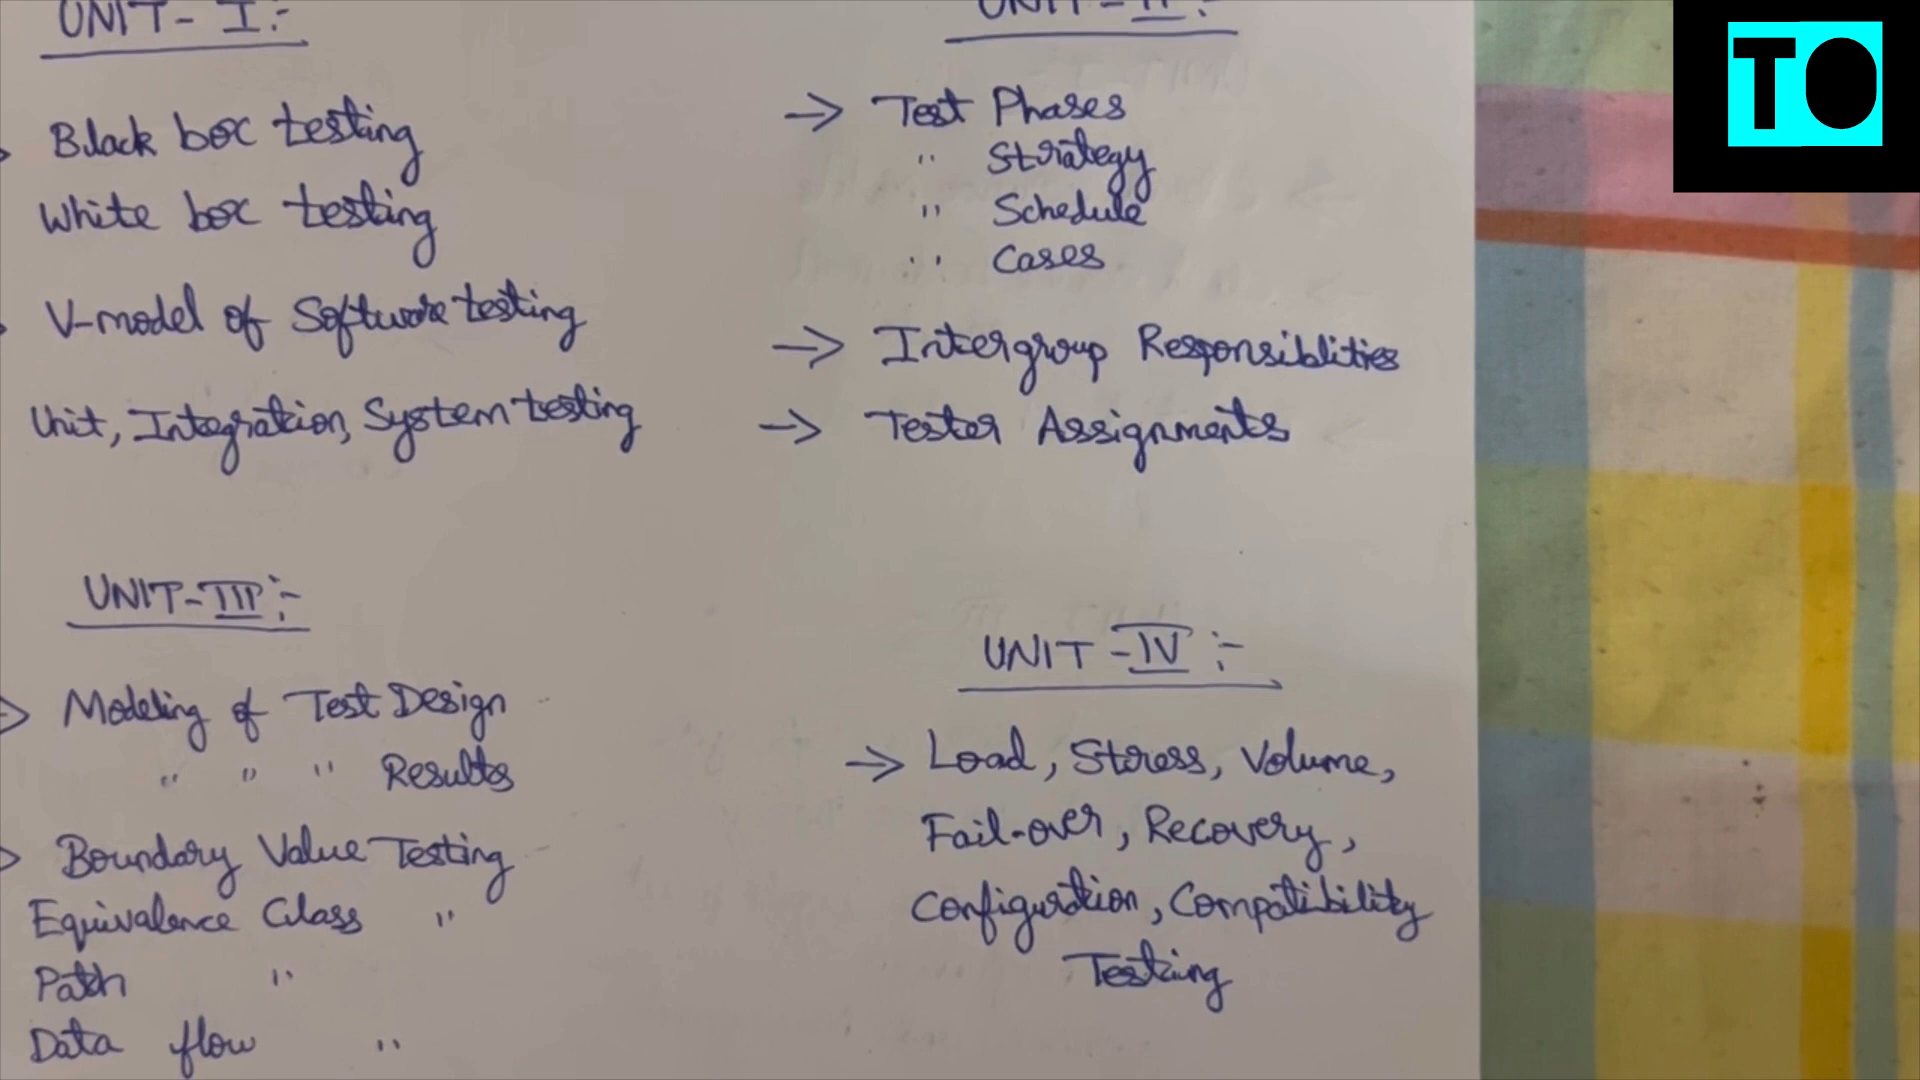 UNIT-I:-
Black box testing
White box testing
V-model of Software testing
Unit, Integration, System testing
UNIT-II:-
→ Test Phases
" Strategy
" Schedule
" Cases
→ Intergroup Responsiblities
→ Tester Assignments
UNIT-III:-
→ Modeling of Test Design
" " " Results
→ Boundary Value Testing
Equivalence Class "
Path "
Data flow "
UNIT-IV:-
→ Load, Stress, Volume,
Fail-over, Recovery,
Configuration, Compatibility
Testing
TO